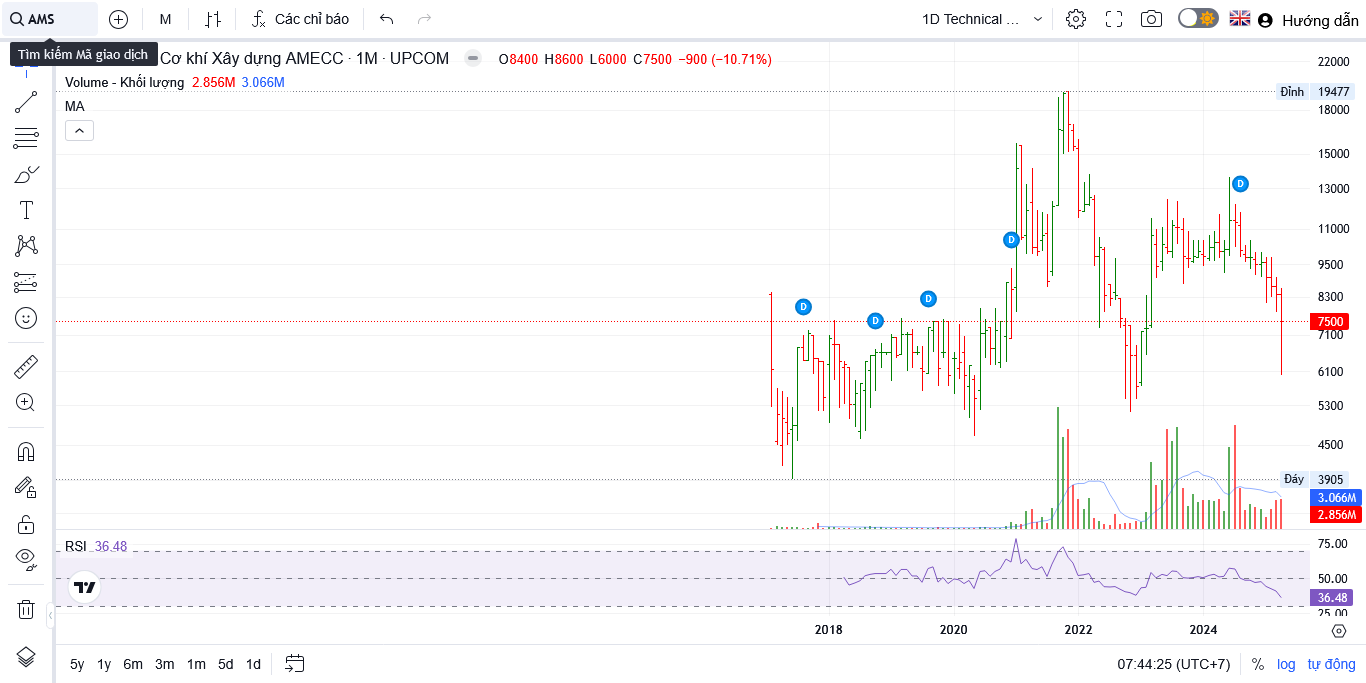 AMS
M
Các chỉ báo
1D Technical ...
Hướng dẫn
Tìm kiếm Mã giao dịch
Cơ khí Xây dựng AMECC · 1M · UPCOM
O8400 H8600 L6000 C7500 −900 (−10.71%)
Volume - Khối lượng 2.856M 3.066M
MA
22000
Đỉnh 19477
18000
15000
13000
11000
9500
8300
7500
7100
6100
5300
4500
Đáy 3905
3.066M
2.856M
D
D
D
D
D
RSI 36.48
75.00
50.00
36.48
25.00
2018 2020 2022 2024
5y 1y 6m 3m 1m 5d 1d
07:44:25 (UTC+7) % log tự động